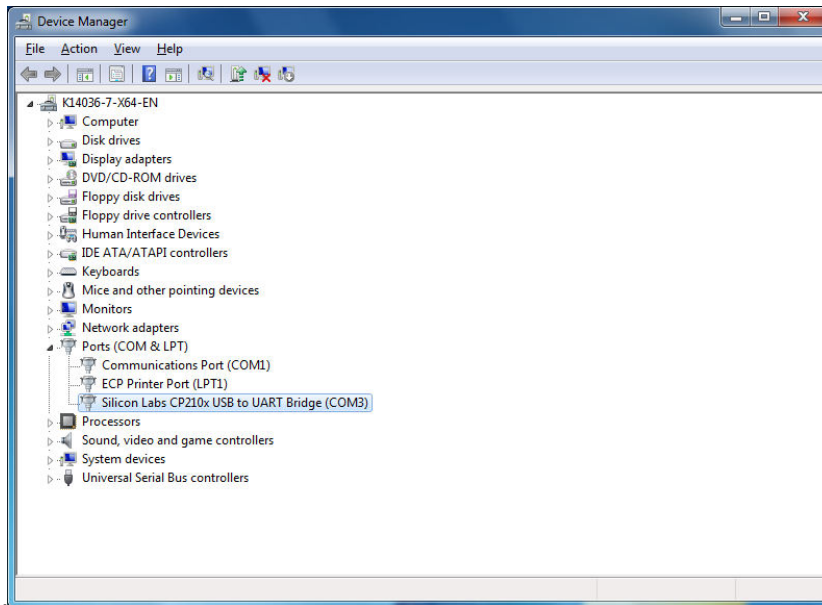 Device Manager
File Action View Help
K14036-7-X64-EN
Computer
Disk drives
Display adapters
DVD/CD-ROM drives
Floppy disk drives
Floppy drive controllers
Human Interface Devices
IDE ATA/ATAPI controllers
Keyboards
Mice and other pointing devices
Monitors
Network adapters
Ports (COM & LPT)
Communications Port (COM1)
ECP Printer Port (LPT1)
Silicon Labs CP210x USB to UART Bridge (COM3)
Processors
Sound, video and game controllers
System devices
Universal Serial Bus controllers